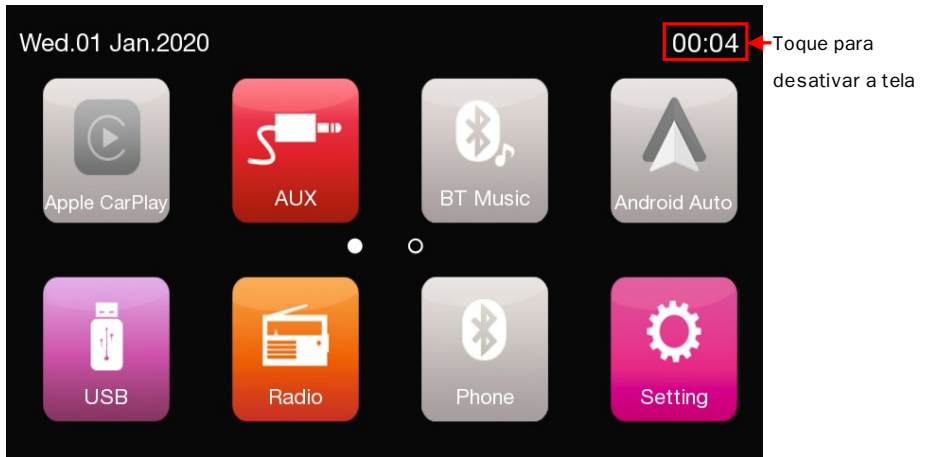 Wed.01 Jan.2020
00:04
Toque para
desativar a tela
Apple CarPlay
AUX
BT Music
Android Auto
USB
Radio
Phone
Setting